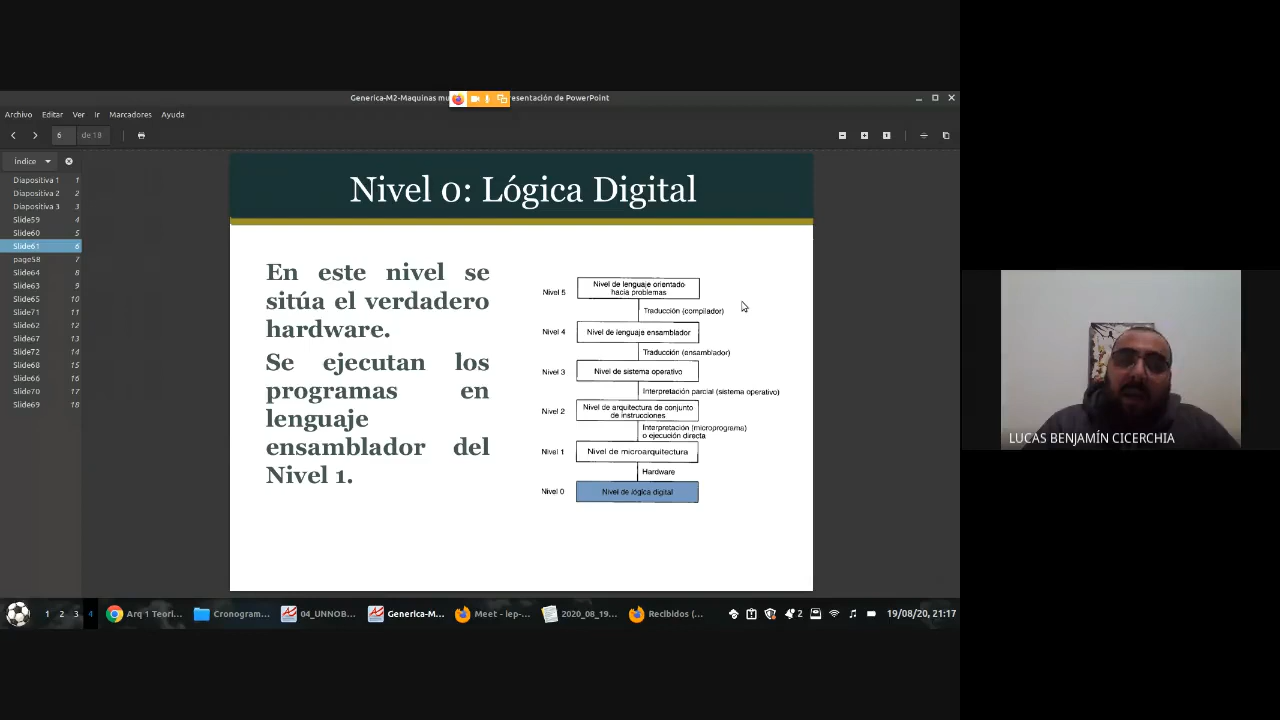 Generica-M2-Maquinas mu
esentación de PowerPoint
Archivo Editar Ver Ir Marcadores Ayuda
6 de 18
Índice
Diapositiva 1 1
Diapositiva 2 2
Diapositiva 3 3
Slide59 4
Slide60 5
Slide61 6
page58 7
Slide64 8
Slide63 9
Slide65 10
Slide71 11
Slide62 12
Slide67 13
Slide72 14
Slide68 15
Slide66 16
Slide70 17
Slide69 18
Nivel 0: Lógica Digital
En este nivel se
sitúa el verdadero
hardware.
Se ejecutan los
programas en
lenguaje
ensamblador del
Nivel 1.
Nivel 5
Nivel de lenguaje orientado
hacia problemas
Traducción (compilador)
Nivel 4
Nivel de lenguaje ensamblador
Traducción (ensamblador)
Nivel 3
Nivel de sistema operativo
Interpretación parcial (sistema operativo)
Nivel 2
Nivel de arquitectura de conjunto
de instrucciones
Interpretación (microprograma)
o ejecución directa
Nivel 1
Nivel de microarquitectura
Hardware
Nivel 0
Nivel de lógica digital
LUCAS BENJAMÍN CICERCHIA
1 2 3 4 Arq 1 Teorí... Cronogram... 04_UNNOB... Generica-M... Meet - iep-... 2020_08_19... Recibidos (... 2 19/08/20, 21:17